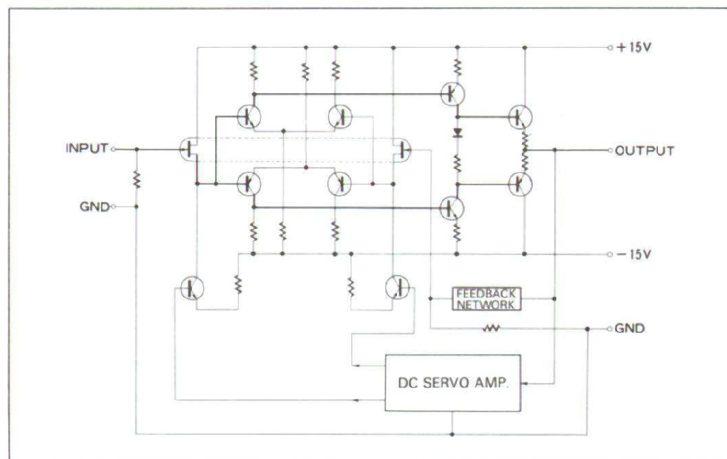 +15V
INPUT
OUTPUT
GND
-15V
FEEDBACK
NETWORK
GND
DC SERVO AMP.